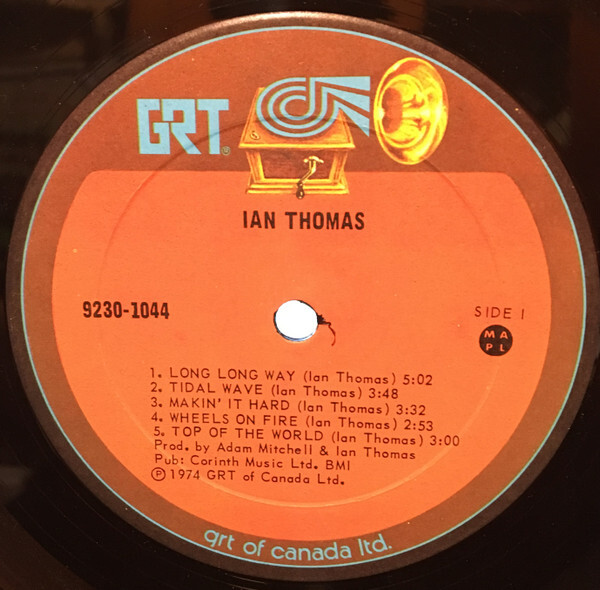 GRT®
IAN THOMAS
9230-1044
SIDE 1
MA
PL
1. LONG LONG WAY (Ian Thomas) 5:02
2. TIDAL WAVE (Ian Thomas) 3:48
3. MAKIN' IT HARD (Ian Thomas) 3:32
4. WHEELS ON FIRE (Ian Thomas) 2:53
5. TOP OF THE WORLD (Ian Thomas) 3:00
Prod. by Adam Mitchell & Ian Thomas
Pub: Corinth Music Ltd. BMI
℗ 1974 GRT of Canada Ltd.
grt of canada ltd.